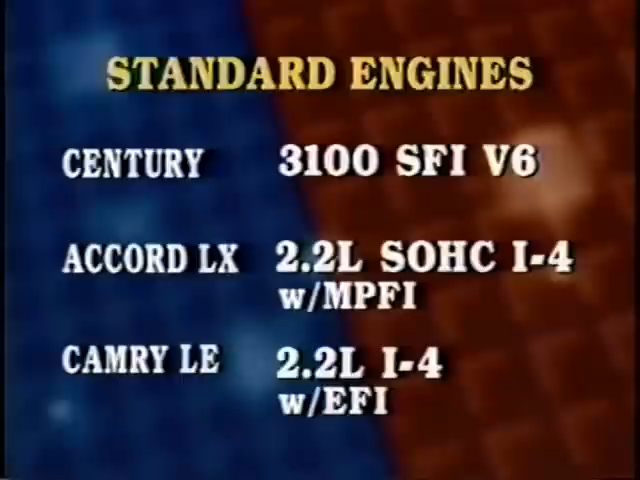 STANDARD ENGINES
CENTURY 3100 SFI V6
ACCORD LX 2.2L SOHC I-4
w/MPFI
CAMRY LE 2.2L I-4
w/EFI